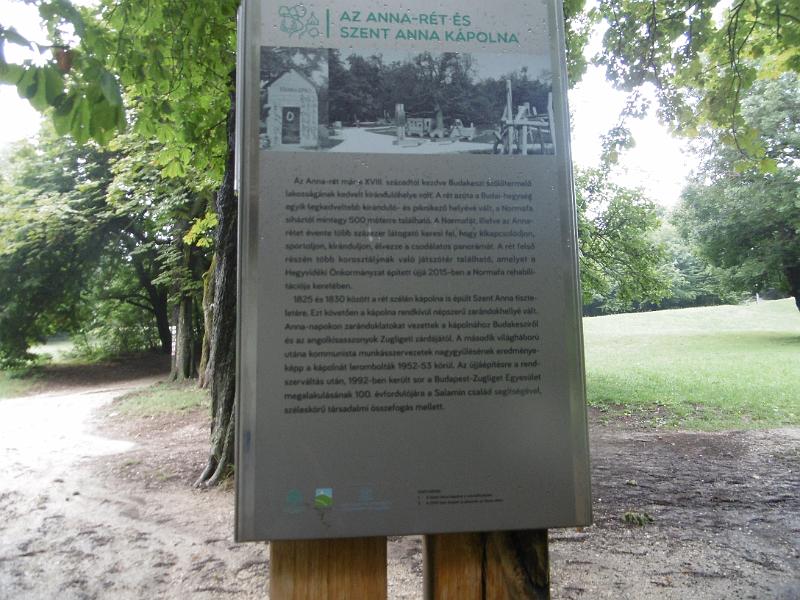 AZ ANNA-RÉT ÉS
SZENT ANNA KÁPOLNA
Az Anna-rét már a XVIII. századtól kezdve Budakeszi szőlőtermelő
lakosságának kedvelt kirándulóhelye volt. A rét azóta a Budai-hegység
egyik legkedveltebb kiránduló- és piknikező helyévé vált, a Normafa
síháztól mintegy 500 méterre található. A Normafát, illetve az Anna-
rétet évente több százezer látogató keresi fel, hogy kikapcsolódjon,
sportoljon, kiránduljon, élvezze a csodálatos panorámát. A rét felső
részén több korosztálynak való játszótér található, amelyet a
Hegyvidéki Önkormányzat épített újjá 2015-ben a Normafa rehabili-
tációja keretében.
1825 és 1830 között a rét szélén kápolna is épült Szent Anna tiszte-
letére. Ezt követően a kápolna rendkívül népszerű zarándokhellyé vált.
Anna-napokon zarándoklatokat vezettek a kápolnához Budakesziről
és az angolkisasszonyok Zugligeti zárdájától. A második világháború
utána kommunista munkásszervezetek nagygyűlésének eredménye-
képp a kápolnát lerombolták 1952-53 körül. Az újjáépítésre a rend-
szerváltás után, 1992-ben került sor a Budapest-Zugliget Egyesület
megalakulásának 100. évfordulójára a Salamin család segítségével,
széleskörű társadalmi összefogás mellett.